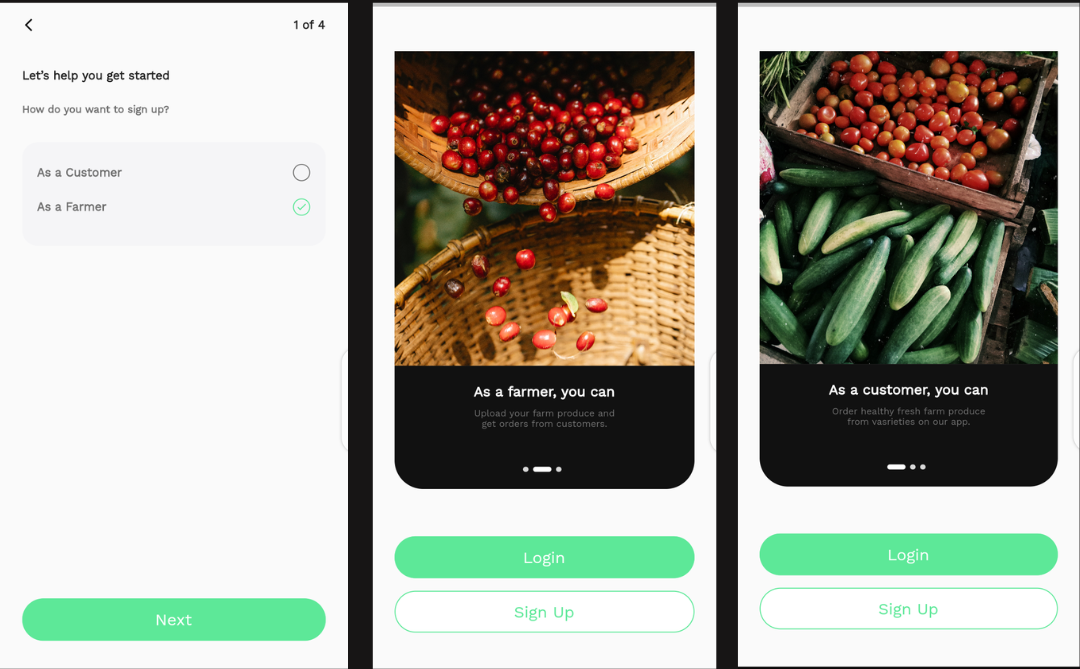 1 of 4
Let's help you get started
How do you want to sign up?
As a Customer
As a Farmer
Next
As a farmer, you can
Upload your farm produce and
get orders from customers.
Login
Sign Up
As a customer, you can
Order healthy fresh farm produce
from vasrieties on our app.
Login
Sign Up